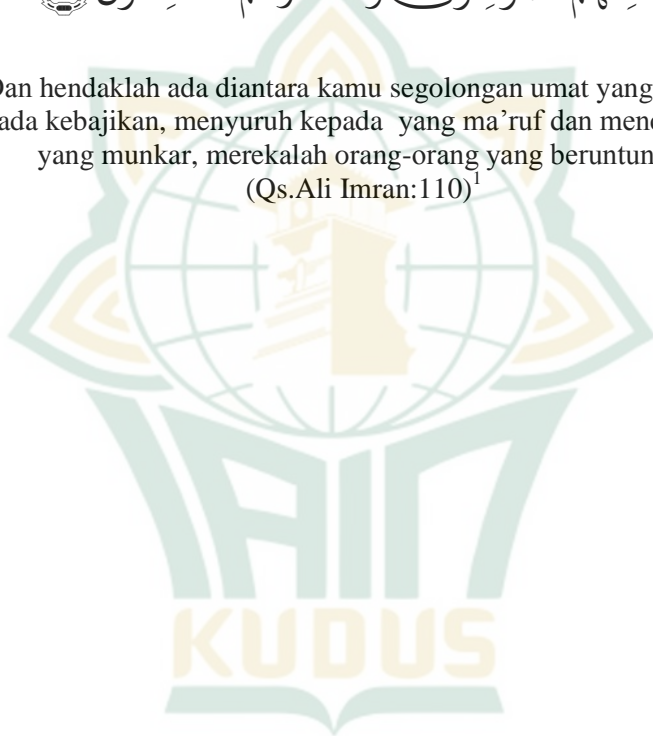 Dan hendaklah ada diantara kamu segolongan umat yang
ada kebajikan, menyuruh kepada yang ma’ruf dan
yang munkar, merekalah orang-orang yang beruntun
(Qs.Ali Imran:110)¹
IAIN
KUDUS